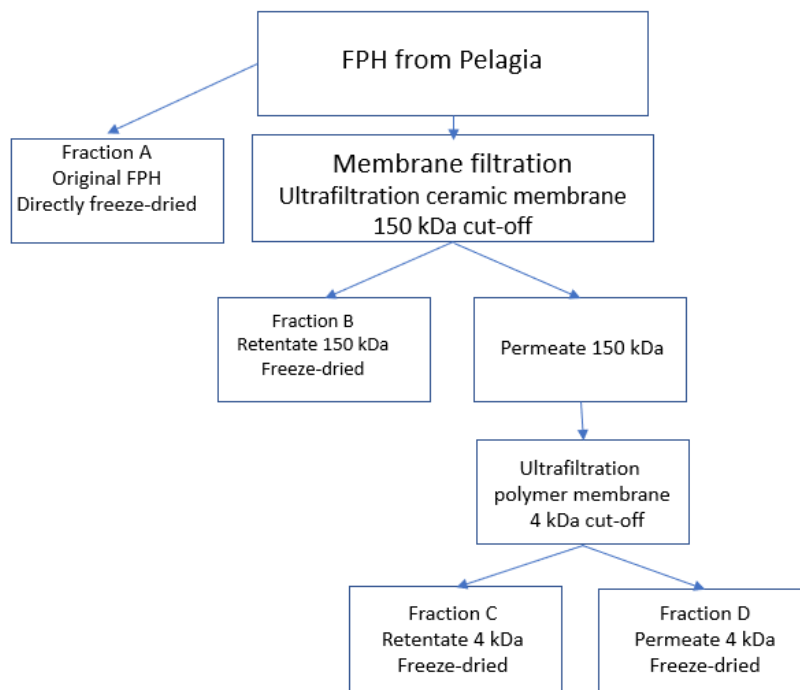 FPH from Pelagia
Fraction A
Original FPH
Directly freeze-dried
Membrane filtration
Ultrafiltration ceramic membrane
150 kDa cut-off
Fraction B
Retentate 150 kDa
Freeze-dried
Permeate 150 kDa
Ultrafiltration
polymer membrane
4 kDa cut-off
Fraction C
Retentate 4 kDa
Freeze-dried
Fraction D
Permeate 4 kDa
Freeze-dried